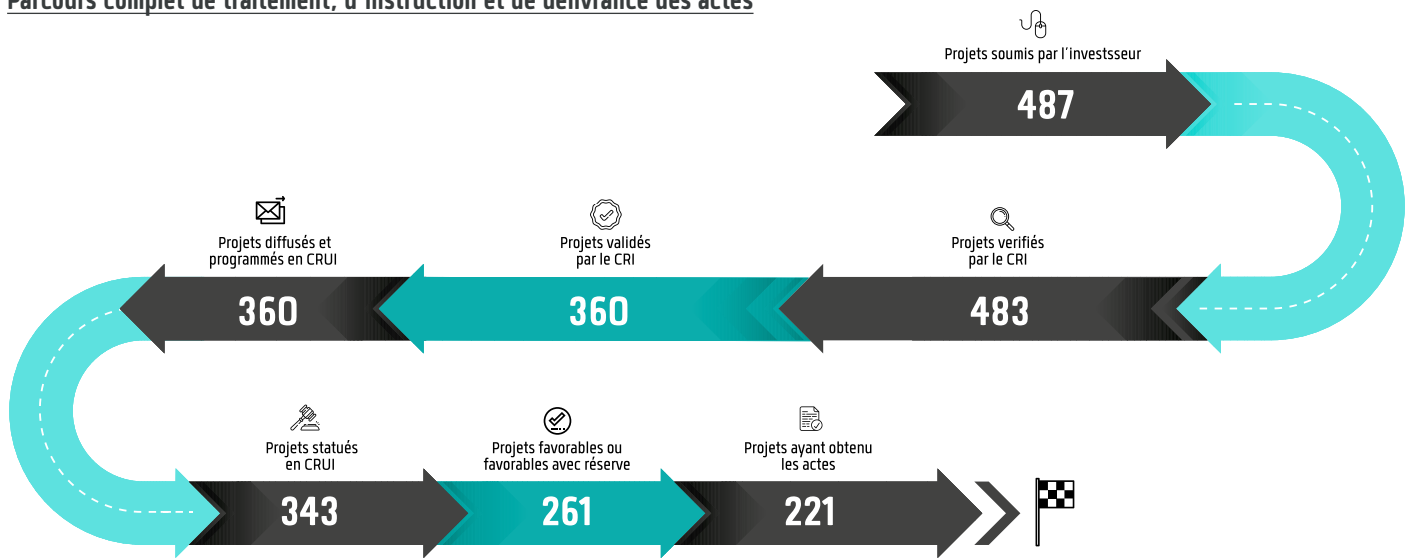 Parcours complet de traitement, d'instruction et de délivrance des actes
Projets soumis par l'investsseur
487
Projets verifiés
par le CRI
483
Projets validés
par le CRI
360
Projets diffusés et
programmés en CRUI
360
Projets statués
en CRUI
343
Projets favorables ou
favorables avec réserve
261
Projets ayant obtenu
les actes
221